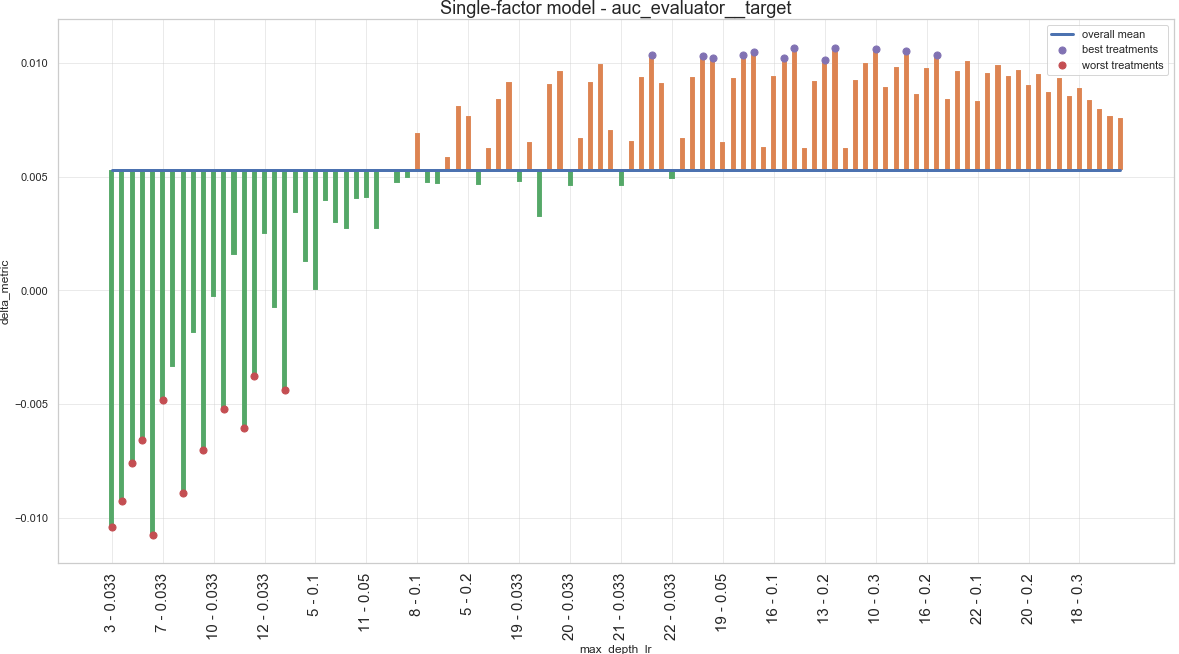 Single-factor model - auc_evaluator__target
overall mean
best treatments
worst treatments
delta_metric
0.010
0.005
0.000
−0.005
−0.010
3 - 0.033
7 - 0.033
10 - 0.033
12 - 0.033
5 - 0.1
11 - 0.05
8 - 0.1
5 - 0.2
19 - 0.033
20 - 0.033
21 - 0.033
22 - 0.033
19 - 0.05
16 - 0.1
13 - 0.2
10 - 0.3
16 - 0.2
22 - 0.1
20 - 0.2
18 - 0.3
max_depth_lr